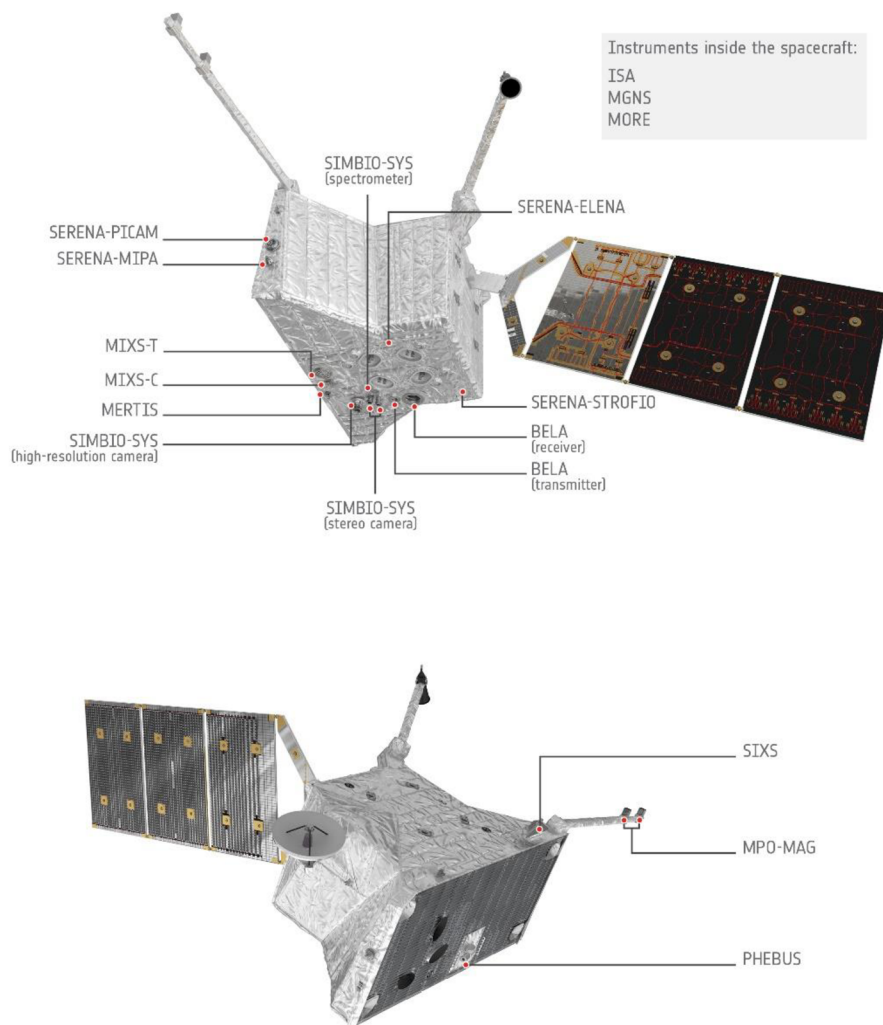 Instruments inside the spacecraft:
ISA
MGNS
MORE
SIMBIO-SYS
(spectrometer)
SERENA-ELENA
SERENA-PICAM
SERENA-MIPA
MIXS-T
MIXS-C
MERTIS
SIMBIO-SYS
(high-resolution camera)
SERENA-STROFIO
BELA
(receiver)
BELA
(transmitter)
SIMBIO-SYS
(stereo camera)
SIXS
MPO-MAG
PHEBUS